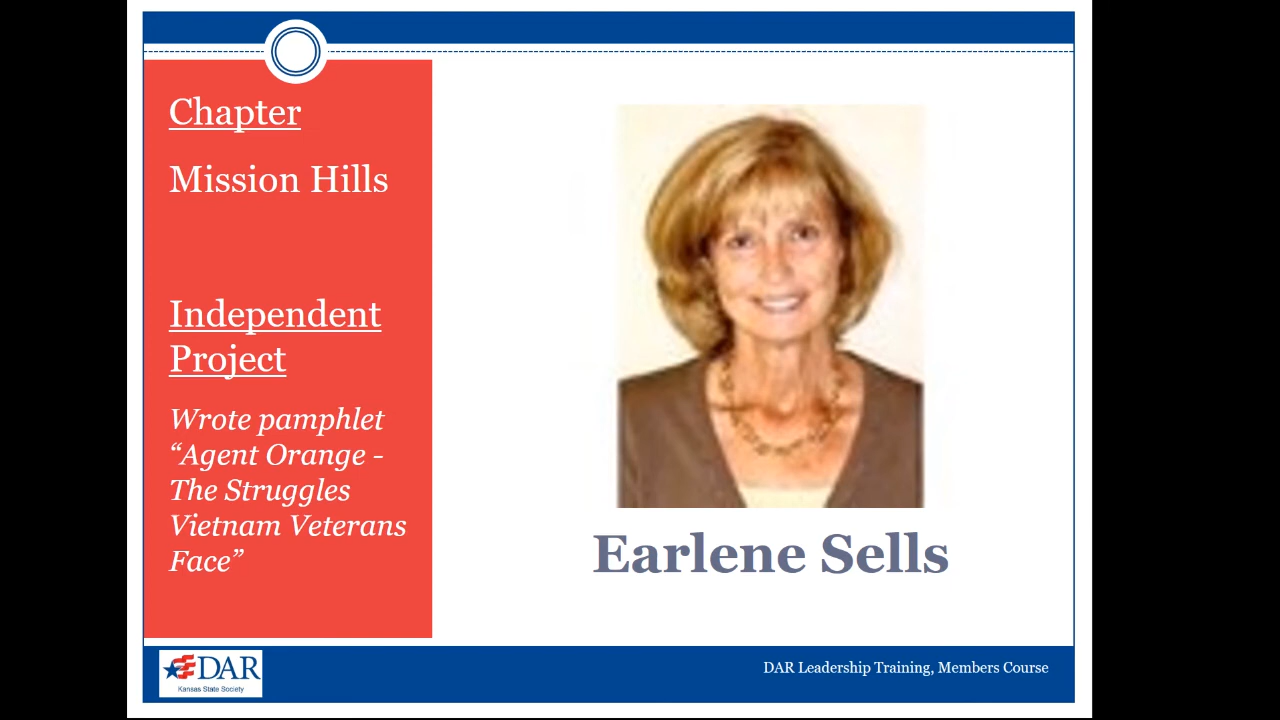 Chapter
Mission Hills
Independent
Project
Wrote pamphlet
“Agent Orange -
The Struggles
Vietnam Veterans
Face”
Earlene Sells
DAR
Kansas State Society
DAR Leadership Training, Members Course